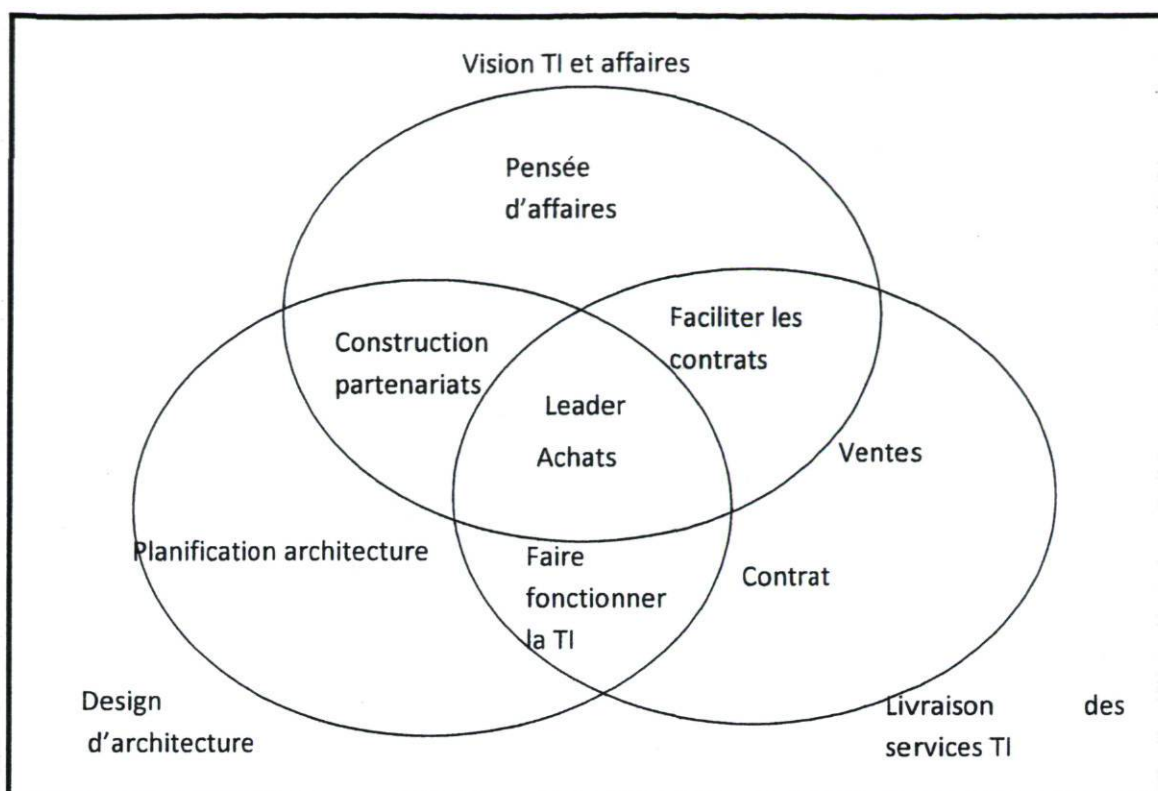 Vision TI et affaires
Pensée
d'affaires
Faciliter les
contrats
Construction
partenariats
Leader
Achats
Ventes
Planification architecture
Faire
fonctionner
la TI
Contrat
Design
d'architecture
Livraison des
services TI